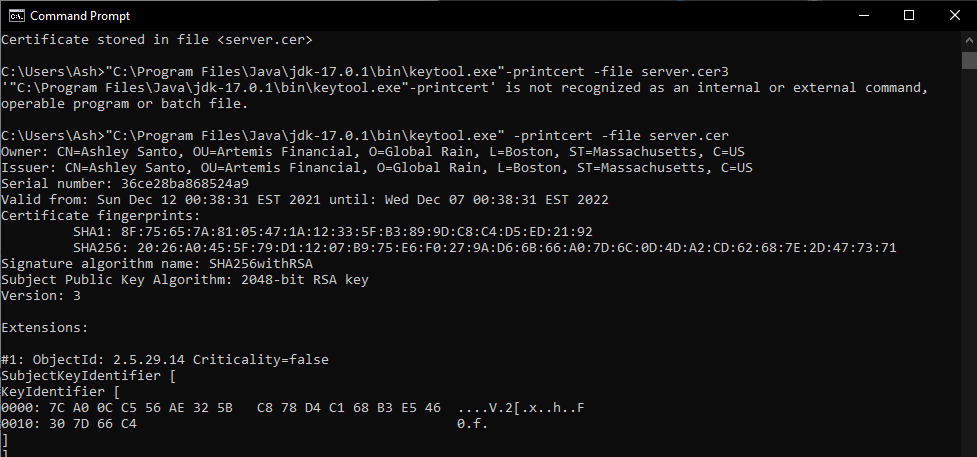 Command Prompt
Certificate stored in file <server.cer>
C:\Users\Ash>"C:\Program Files\Java\jdk-17.0.1\bin\keytool.exe"-printcert -file server.cer3
'"C:\Program Files\Java\jdk-17.0.1\bin\keytool.exe"-printcert' is not recognized as an internal or external command,
operable program or batch file.
C:\Users\Ash>"C:\Program Files\Java\jdk-17.0.1\bin\keytool.exe" -printcert -file server.cer
Owner: CN=Ashley Santo, OU=Artemis Financial, O=Global Rain, L=Boston, ST=Massachusetts, C=US
Issuer: CN=Ashley Santo, OU=Artemis Financial, O=Global Rain, L=Boston, ST=Massachusetts, C=US
Serial number: 36ce28ba868524a9
Valid from: Sun Dec 12 00:38:31 EST 2021 until: Wed Dec 07 00:38:31 EST 2022
Certificate fingerprints:
SHA1: 8F:75:65:7A:81:05:47:1A:12:33:5F:B3:89:9D:C8:C4:D5:ED:21:92
SHA256: 20:26:A0:45:5F:79:D1:12:07:B9:75:E6:F0:27:9A:D6:6B:66:A0:7D:6C:0D:4D:A2:CD:62:68:7E:2D:47:73:71
Signature algorithm name: SHA256withRSA
Subject Public Key Algorithm: 2048-bit RSA key
Version: 3
Extensions:
#1: ObjectId: 2.5.29.14 Criticality=false
SubjectKeyIdentifier [
KeyIdentifier [
0000: 7C A0 0C C5 56 AE 32 5B   C8 78 D4 C1 68 B3 E5 46  ....V.2[.x..h..F
0010: 30 7D 66 C4                                        0.f.
]
]